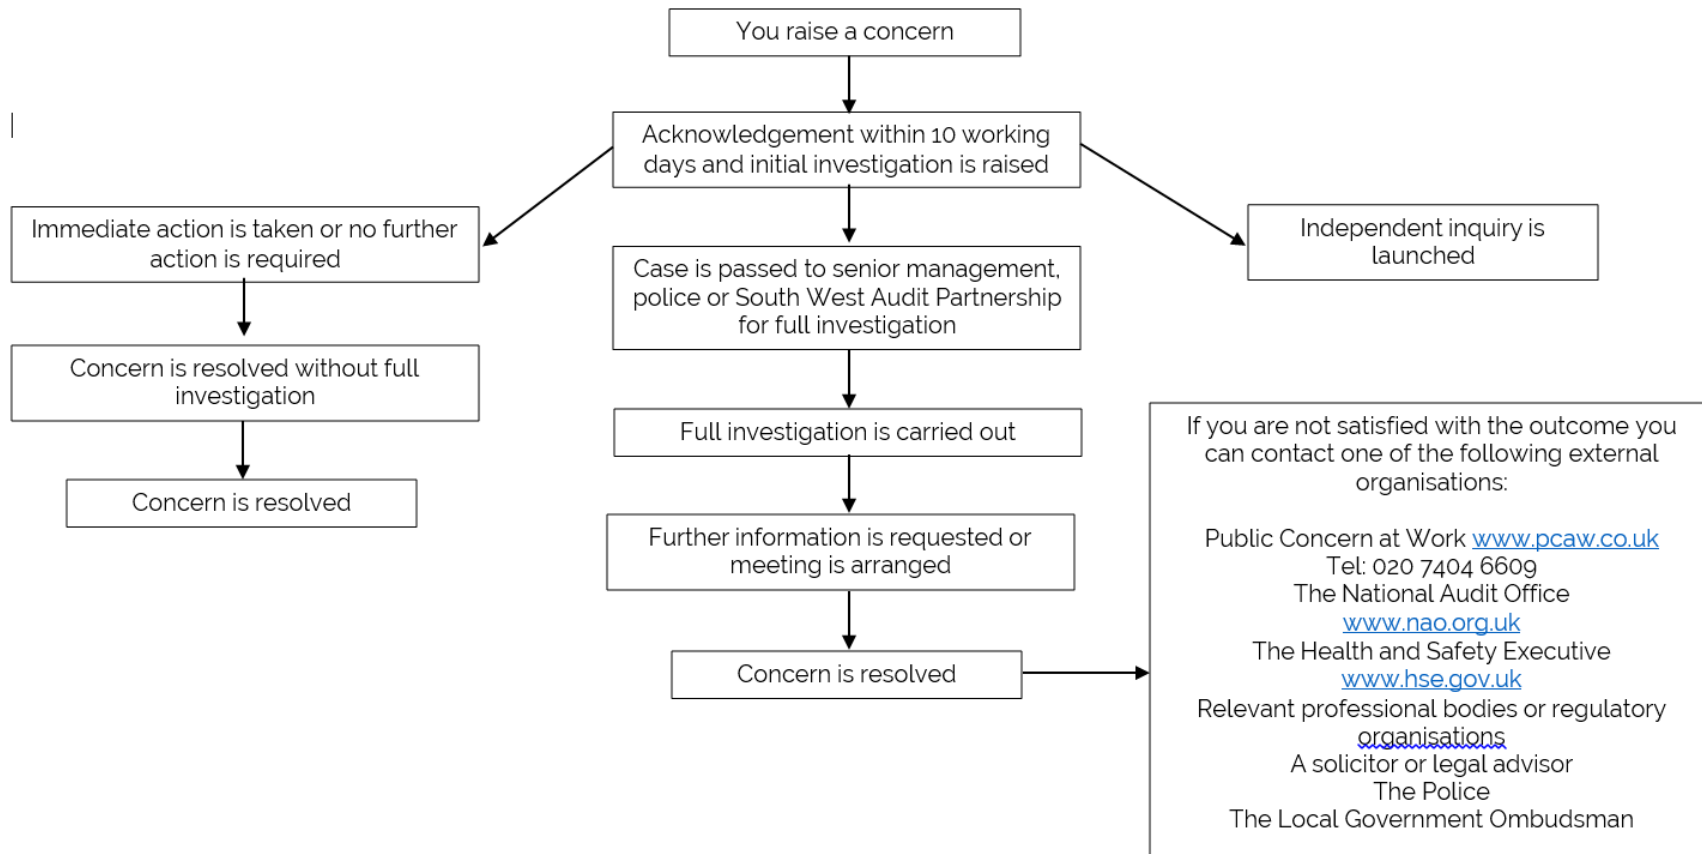 You raise a concern
Acknowledgement within 10 working
days and initial investigation is raised
Immediate action is taken or no further
action is required
Independent inquiry is
launched
Case is passed to senior management,
police or South West Audit Partnership
for full investigation
Concern is resolved without full
investigation
Full investigation is carried out
Concern is resolved
Further information is requested or
meeting is arranged
Concern is resolved
If you are not satisfied with the outcome you
can contact one of the following external
organisations:
Public Concern at Work www.pcaw.co.uk
Tel: 020 7404 6609
The National Audit Office
www.nao.org.uk
The Health and Safety Executive
www.hse.gov.uk
Relevant professional bodies or regulatory
organisations
A solicitor or legal advisor
The Police
The Local Government Ombudsman